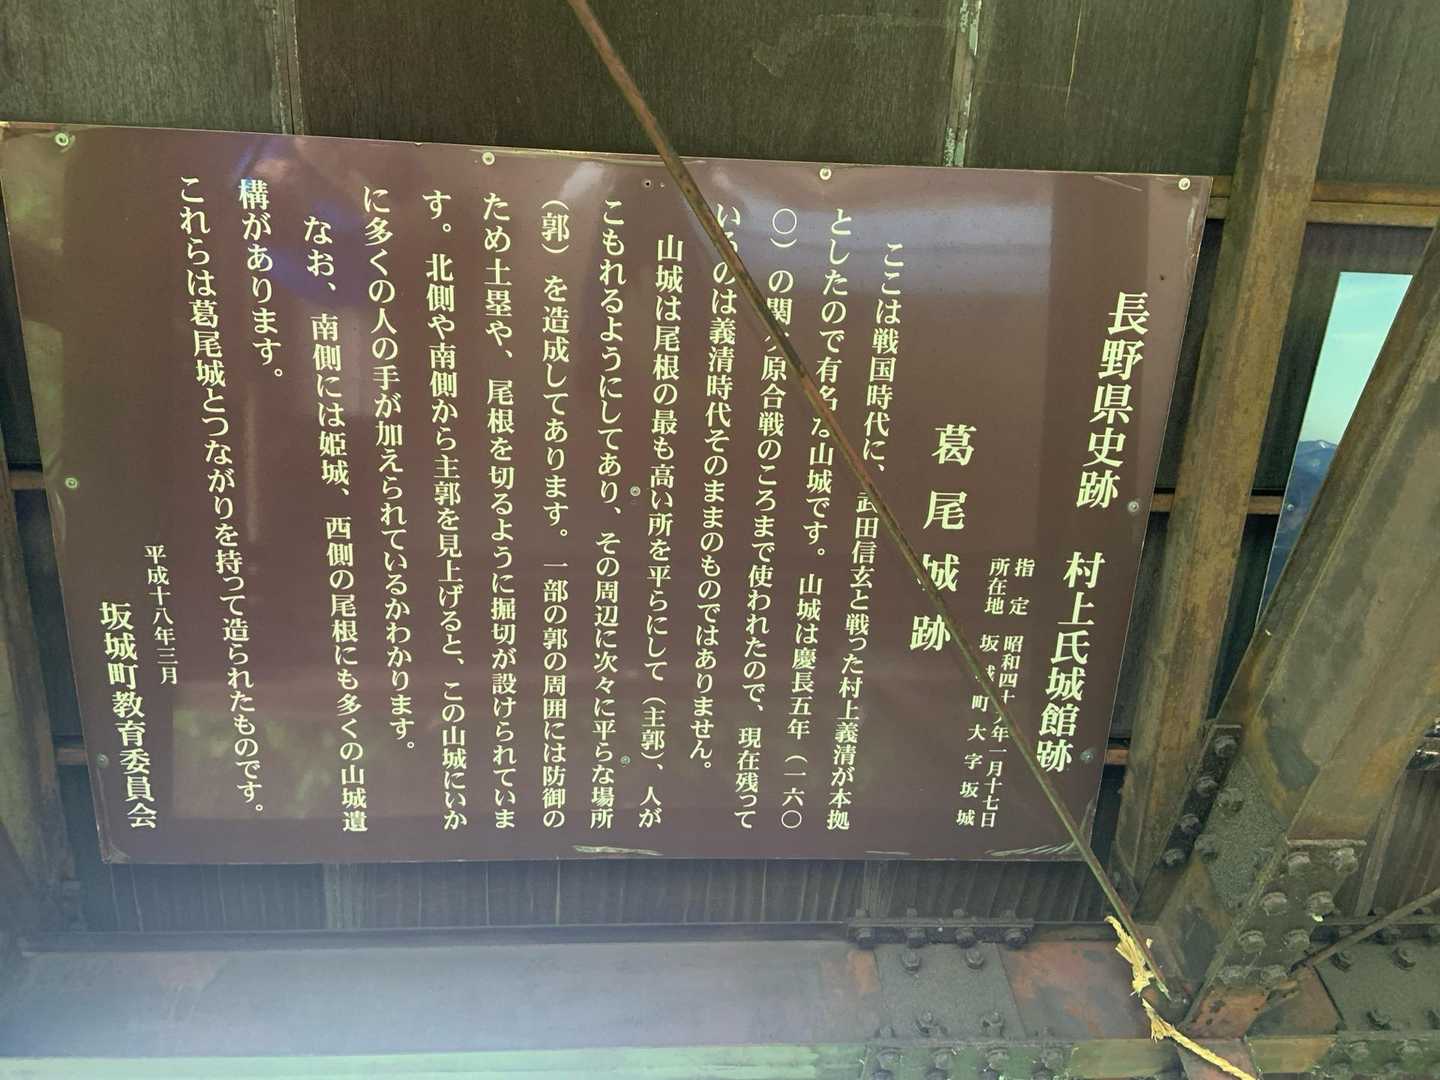 長野県史跡　村上氏城館跡
指定　昭和四十　年一月十七日
所在地　坂城町大字坂城
葛尾城跡
ここは戦国時代に、武田信玄と戦った村上義清が本拠
としたので有名な山城です。山城は慶長五年（一六〇
〇）の関ヶ原合戦のころまで使われたので、現在残って
いるのは義清時代そのままのものではありません。
山城は尾根の最も高い所を平らにして（主郭）、人が
こもれるようにしてあり、その周辺に次々に平らな場所
（郭）を造成してあります。一部の郭の周囲には防御の
ため土塁や、尾根を切るように掘切が設けられていま
す。北側や南側から主郭を見上げると、この山城にいか
に多くの人の手が加えられているかわかります。
なお、南側には姫城、西側の尾根にも多くの山城遺
構があります。
これらは葛尾城とつながりを持って造られたものです。
平成十八年三月
坂城町教育委員会